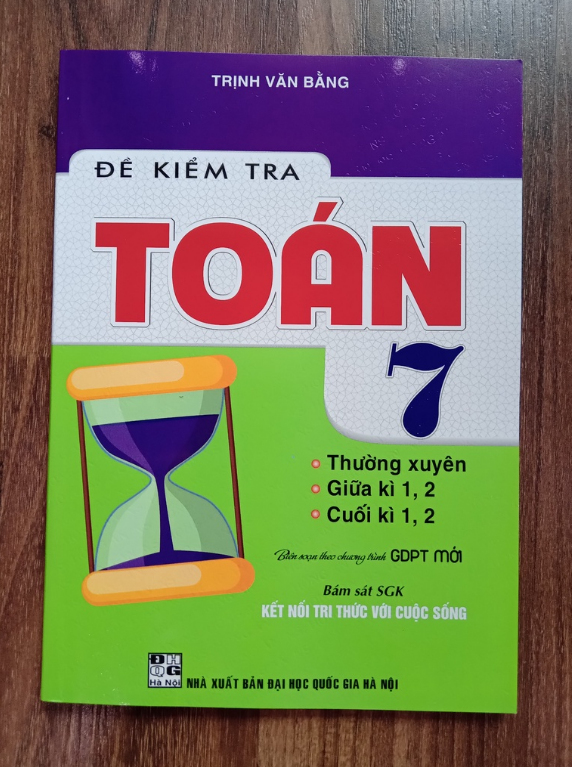 TRỊNH VĂN BẰNG
ĐỀ KIỂM TRA
TOÁN
7
Thường xuyên
Giữa kì 1, 2
Cuối kì 1, 2
Biên soạn theo chương trình GDPT MỚI
Bám sát SGK
KẾT NỐI TRI THỨC VỚI CUỘC SỐNG
ĐH
QG
Hà Nội
NHÀ XUẤT BẢN ĐẠI HỌC QUỐC GIA HÀ NỘI